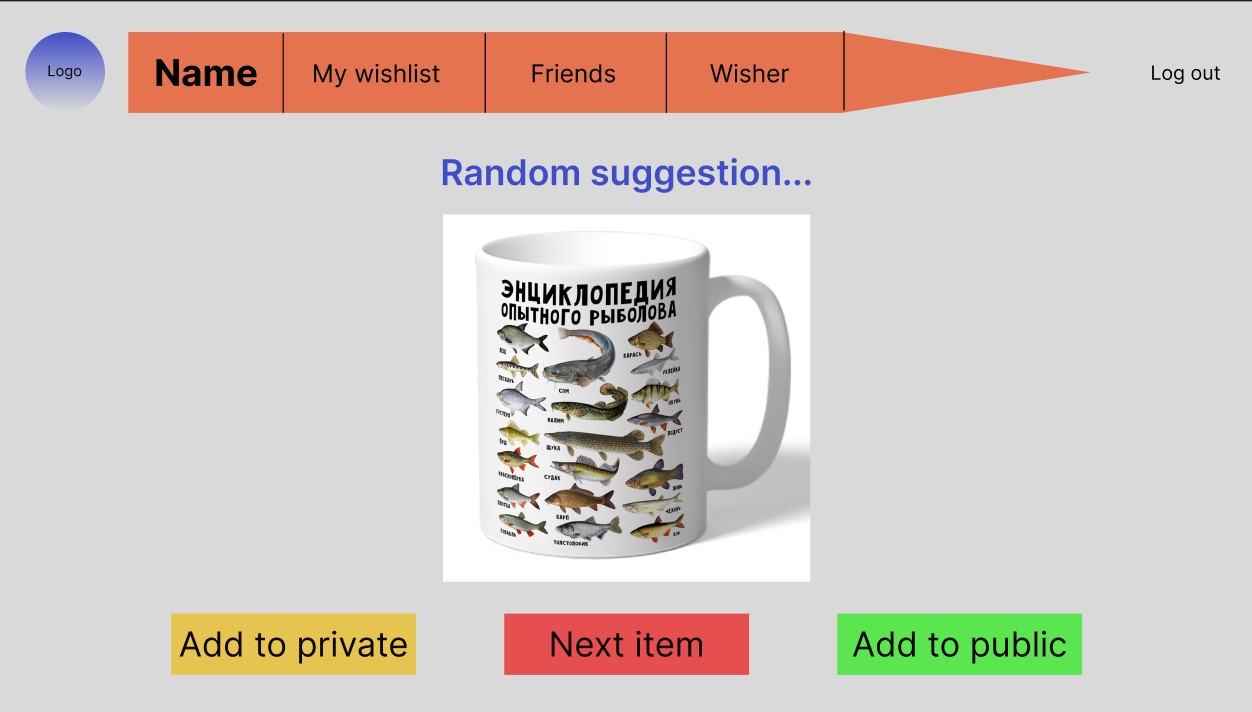 Logo
Name
My wishlist
Friends
Wisher
Log out
Random suggestion...
ЭНЦИКЛОПЕДИЯ
ОПЫТНОГО РЫБОЛОВА
ЛЕЩ
КАРАСЬ
УКЛЕЙКА
ПЕСКАРЬ
СОМ
ОКУНЬ
ГУСТЕРА
НАЛИМ
ПОДУСТ
ЁРШ
ЩУКА
КРАСНОПЁРКА
СУДАК
ЛИНЬ
ПЛОТВА
ЧЕХОНЬ
КАРП
ГОЛАВЛЬ
ТОЛСТОЛОБИК
ЯЗЬ
Add to private
Next item
Add to public